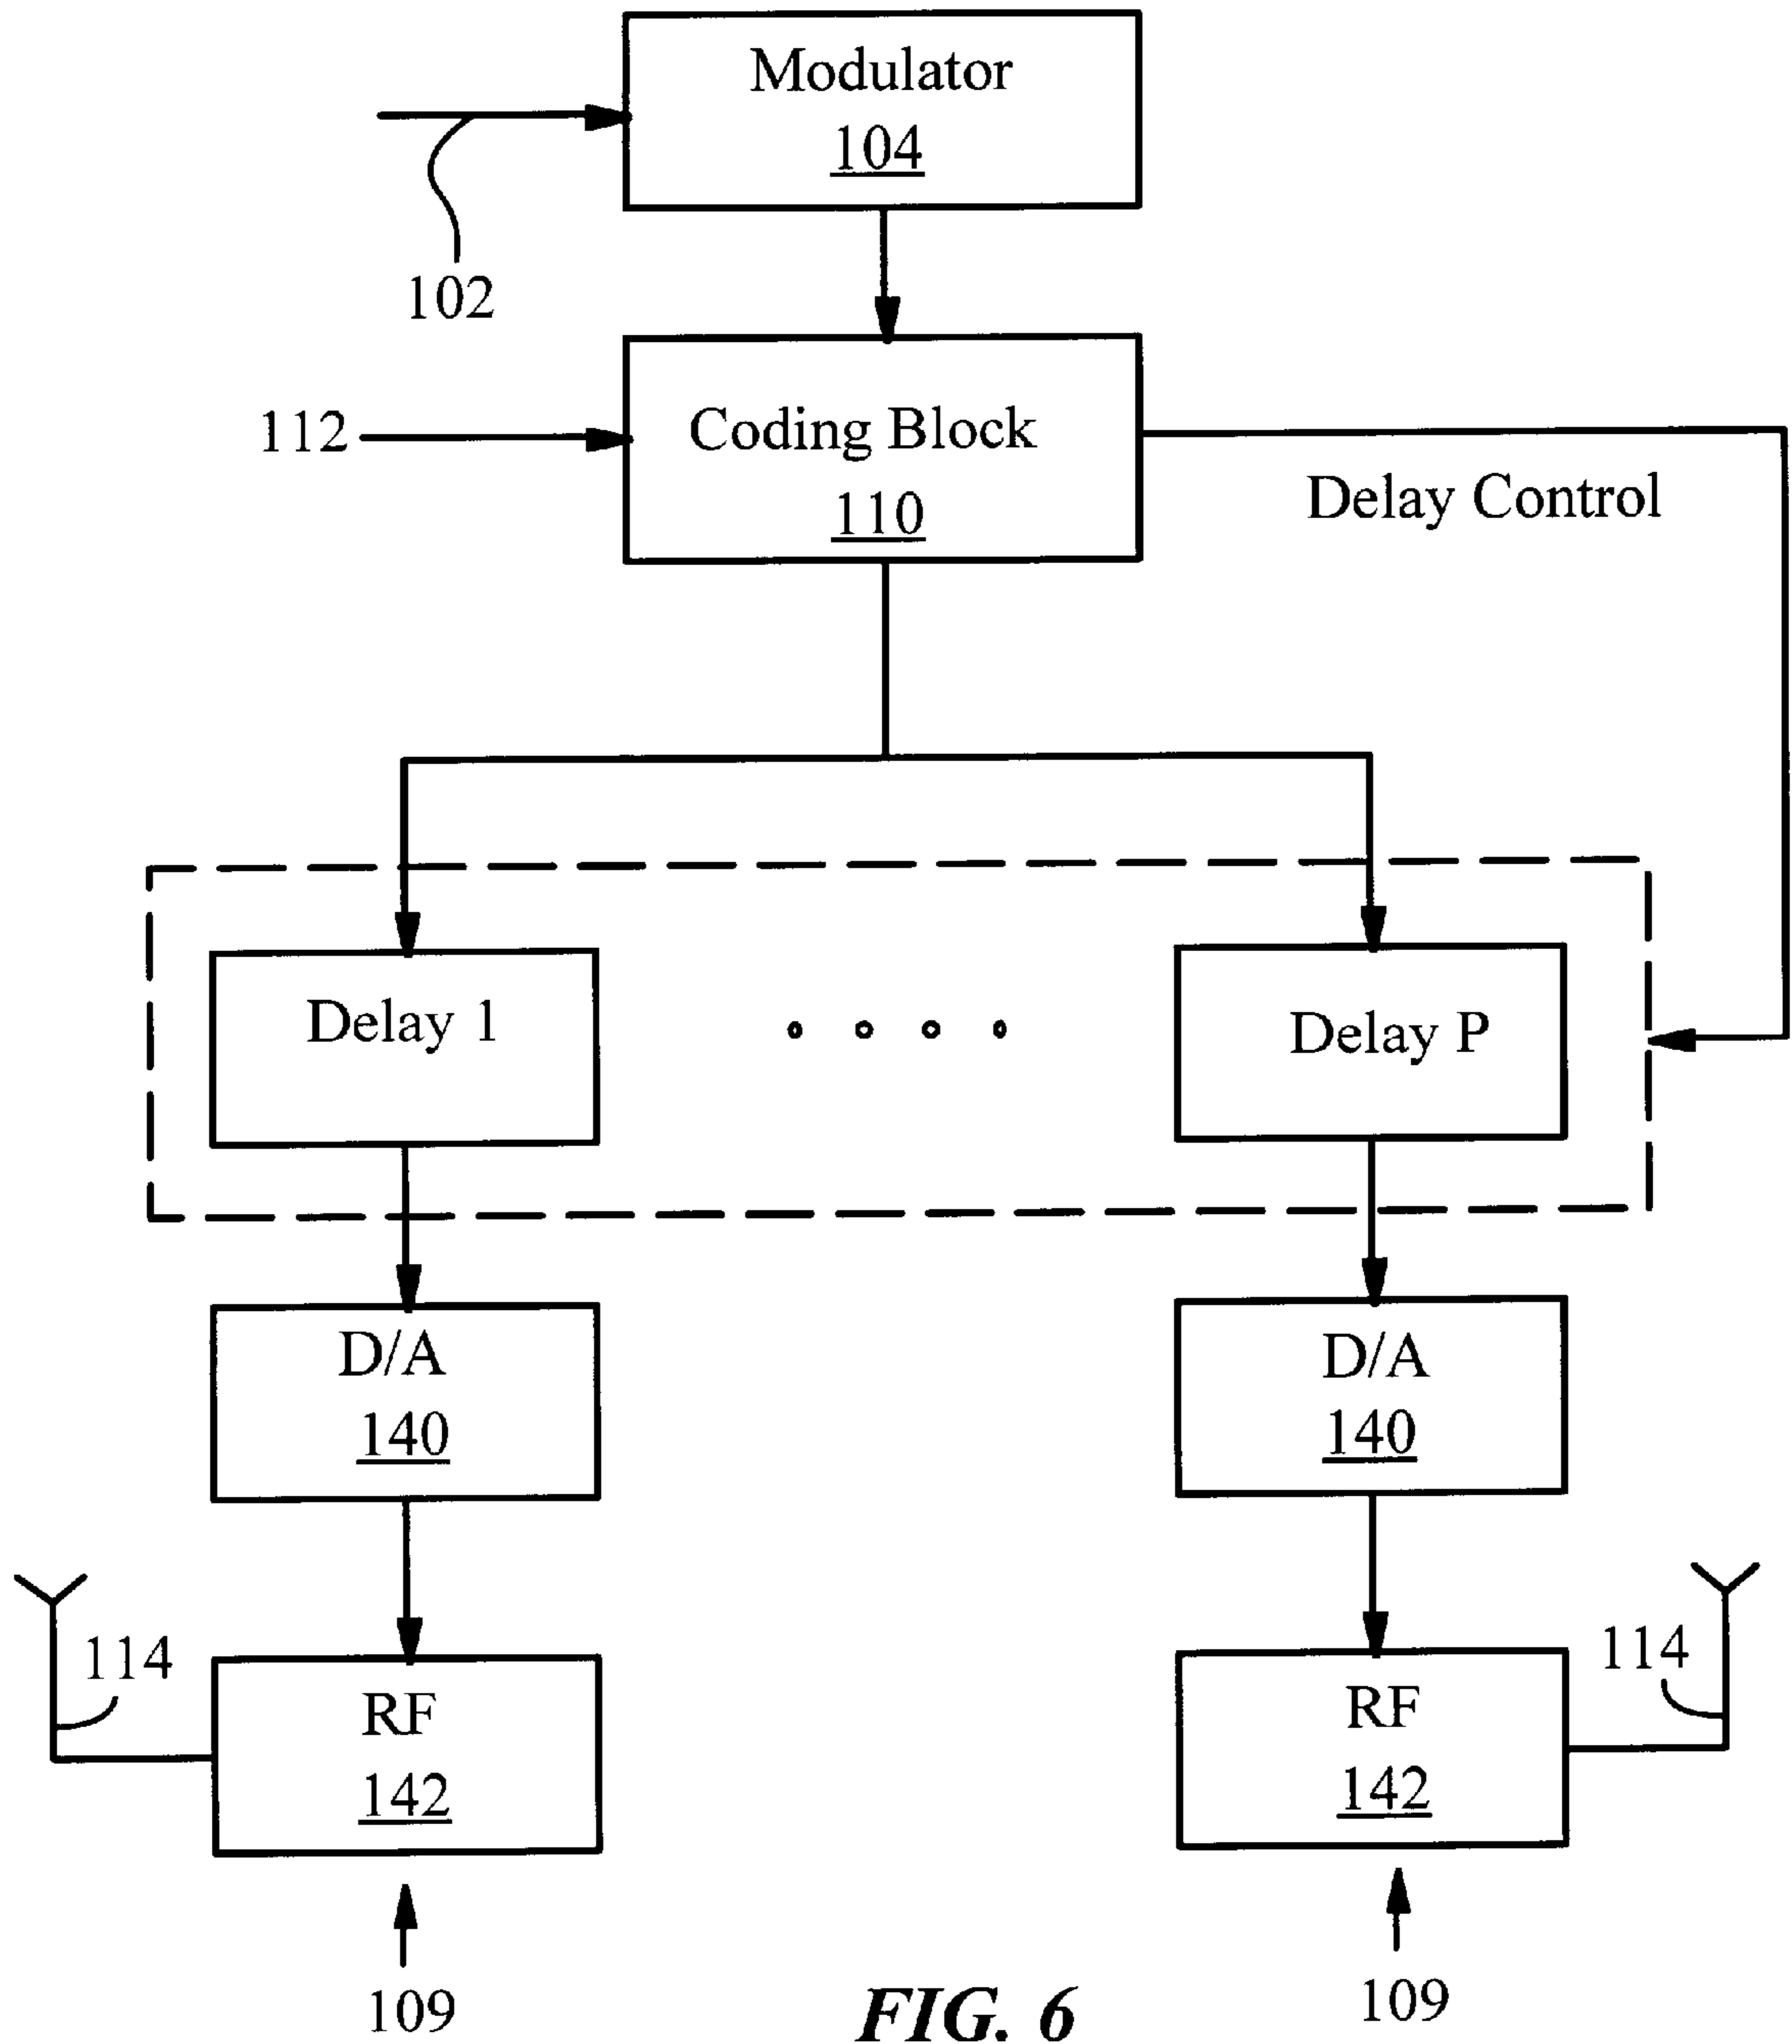 Modulator
104
102
112
Coding Block
110
Delay Control
Delay 1
Delay P
D/A
140
D/A
140
114
114
RF
142
RF
142
109
109
FIG. 6